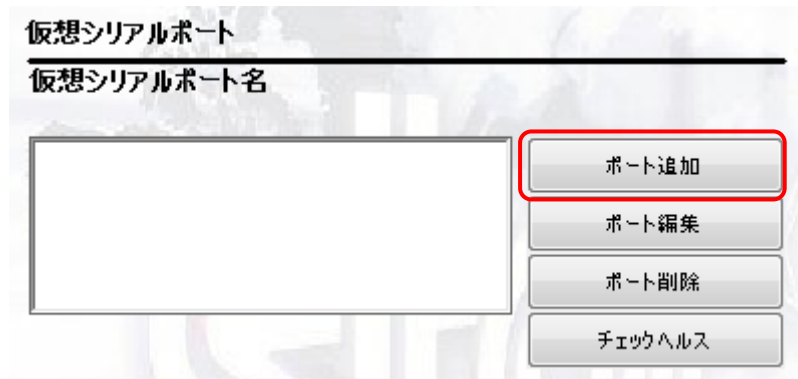 仮想シリアルポート
仮想シリアルポート名
ポート追加
ポート編集
ポート削除
チェックヘルス